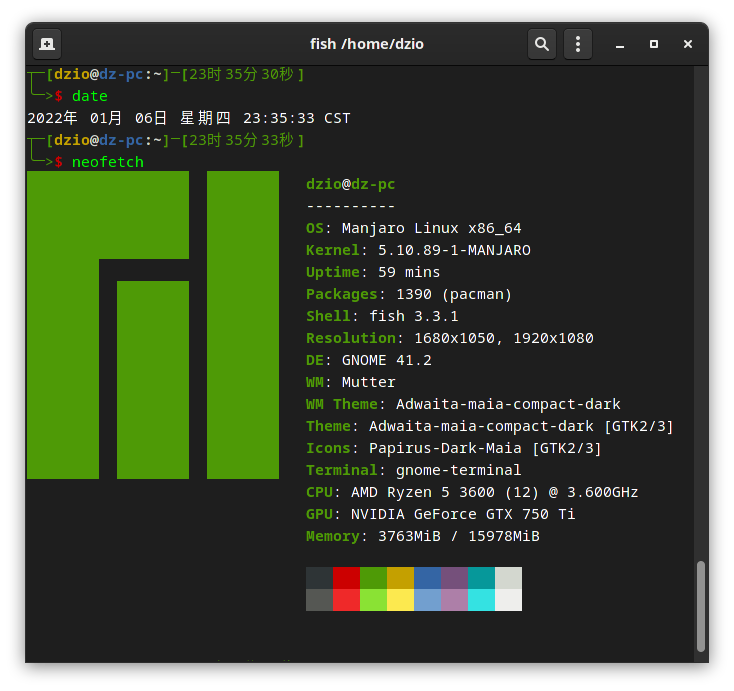 fish /home/dzio
[dzio@dz-pc:~]─[23时35分30秒]
╰─>$ date
2022年 01月 06日 星期四 23:35:33 CST
[dzio@dz-pc:~]─[23时35分33秒]
╰─>$ neofetch
dzio@dz-pc
----------
OS: Manjaro Linux x86_64
Kernel: 5.10.89-1-MANJARO
Uptime: 59 mins
Packages: 1390 (pacman)
Shell: fish 3.3.1
Resolution: 1680x1050, 1920x1080
DE: GNOME 41.2
WM: Mutter
WM Theme: Adwaita-maia-compact-dark
Theme: Adwaita-maia-compact-dark [GTK2/3]
Icons: Papirus-Dark-Maia [GTK2/3]
Terminal: gnome-terminal
CPU: AMD Ryzen 5 3600 (12) @ 3.600GHz
GPU: NVIDIA GeForce GTX 750 Ti
Memory: 3763MiB / 15978MiB